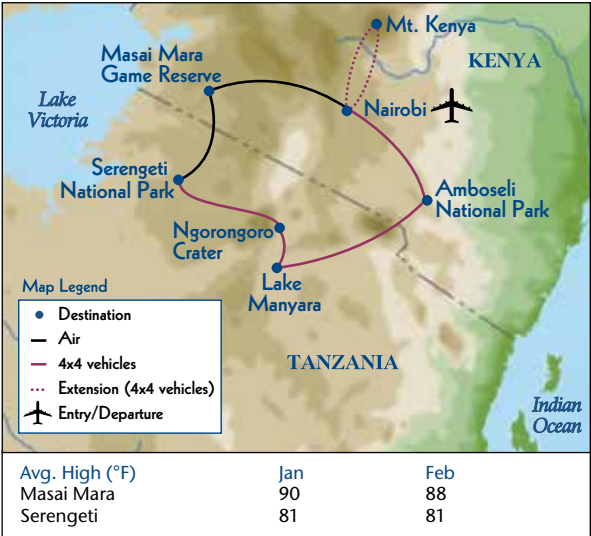 Mt. Kenya
KENYA
Masai Mara
Game Reserve
Lake
Victoria
Nairobi
Serengeti
National Park
Amboseli
National Park
Ngorongoro
Crater
Lake
Manyara
Map Legend
Destination
Air
4x4 vehicles
Extension (4x4 vehicles)
Entry/Departure
TANZANIA
Indian
Ocean
Avg. High (°F) Jan Feb
Masai Mara 90 88
Serengeti 81 81